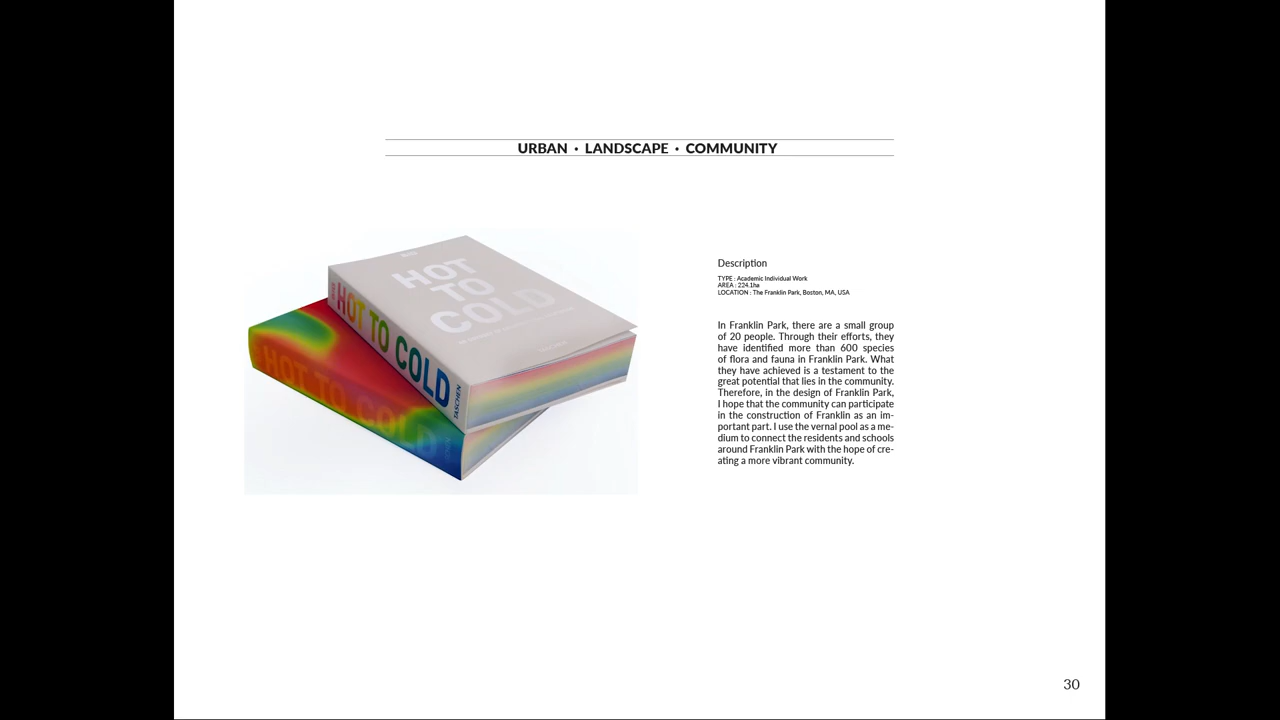 URBAN · LANDSCAPE · COMMUNITY
HOT
TO
COLD
HOT TO COLD
TASCHEN
HOT TO COLD
Description
TYPE : Academic Individual Work
AREA : 224.1ha
LOCATION : The Franklin Park, Boston, MA, USA
In Franklin Park, there are a small group
of 20 people. Through their efforts, they
have identified more than 600 species
of flora and fauna in Franklin Park. What
they have achieved is a testament to the
great potential that lies in the community.
Therefore, in the design of Franklin Park,
I hope that the community can participate
in the construction of Franklin as an im-
portant part. I use the vernal pool as a me-
dium to connect the residents and schools
around Franklin Park with the hope of cre-
ating a more vibrant community.
30